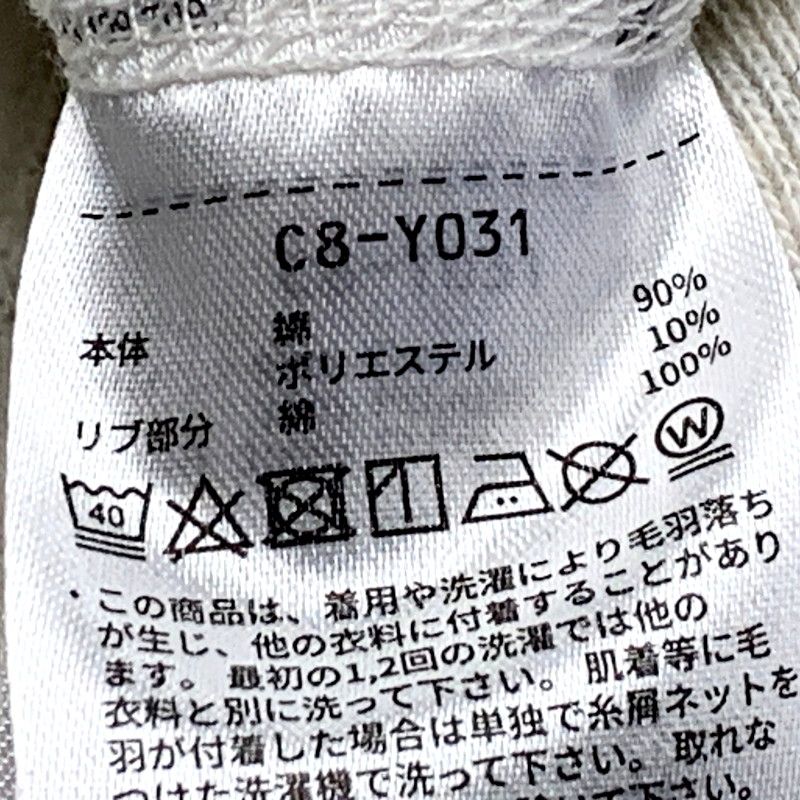 C8-Y031
本体 綿 90%
ポリエステル 10%
リブ部分 綿 100%
40 W
・この商品は、着用や洗濯により毛羽落ち
が生じ、他の衣料に付着することがあり
ます。最初の1,2回の洗濯では他の
衣料と別に洗って下さい。肌着等に毛
羽が付着した場合は単独で糸屑ネットを
つけた洗濯機で洗って下さい。取れな
て下さい。